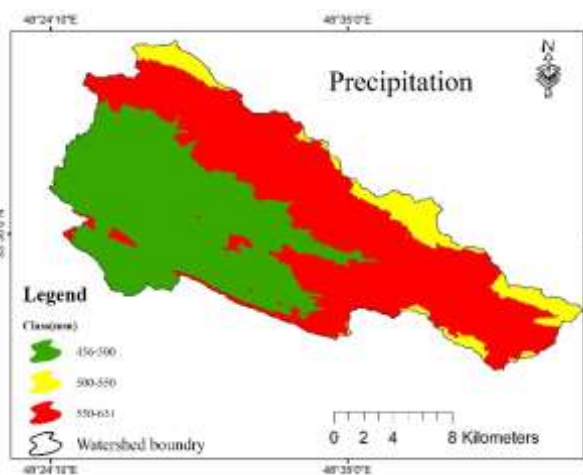 48°24'10"E 48°35'0"E
N
Precipitation
Legend
Class(mm)
456-500
500-550
550-651
Watershed boundry
0 2 4 8 Kilometers
48°24'10"E 48°35'0"E